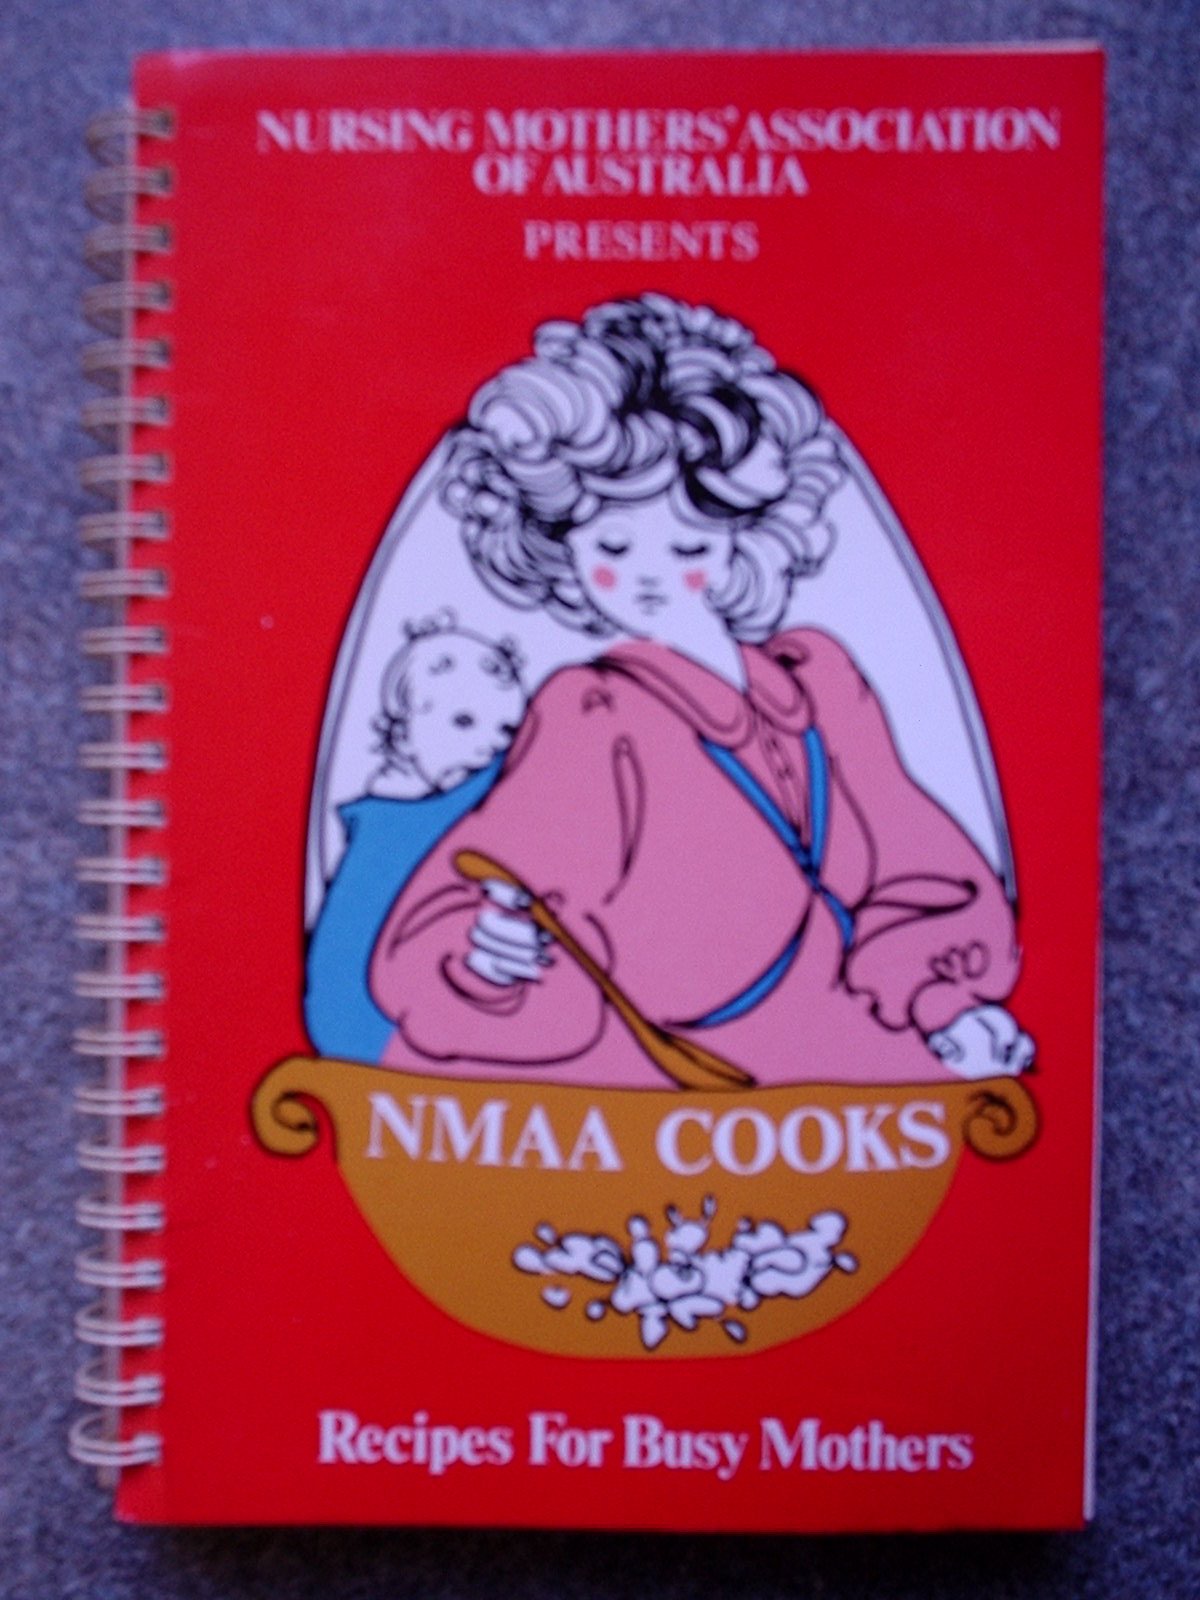 NURSING MOTHERS' ASSOCIATION
OF AUSTRALIA
PRESENTS
NMAA COOKS
Recipes For Busy Mothers